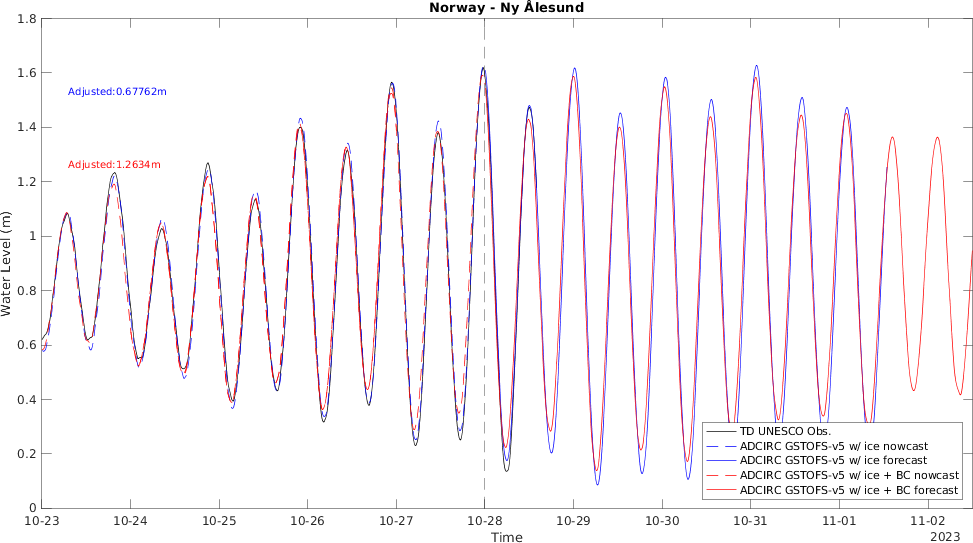 Norway - Ny Ålesund
1.8
1.6
1.4
1.2
1
0.8
0.6
0.4
0.2
0
Water Level (m)
Adjusted:0.67762m
Adjusted:1.2634m
TD UNESCO Obs.
ADCIRC GSTOFS-v5 w/ ice nowcast
ADCIRC GSTOFS-v5 w/ ice forecast
ADCIRC GSTOFS-v5 w/ ice + BC nowcast
ADCIRC GSTOFS-v5 w/ ice + BC forecast
10-23 10-24 10-25 10-26 10-27 10-28 10-29 10-30 10-31 11-01 11-02
Time
2023